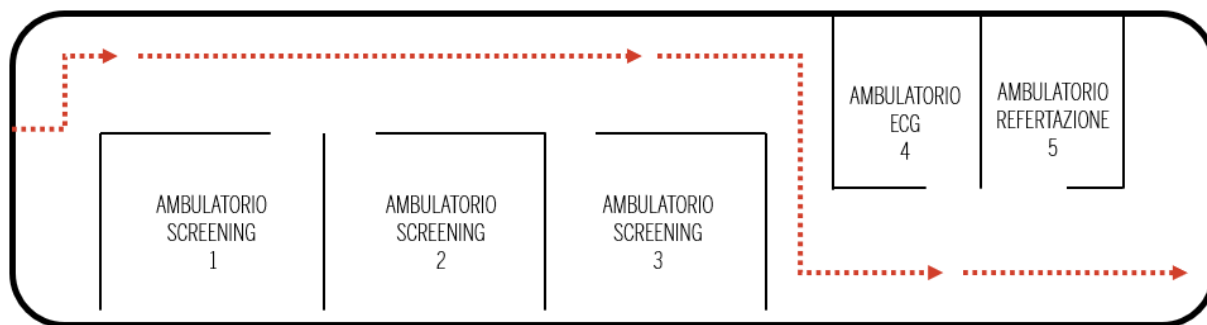 AMBULATORIO
SCREENING
1
AMBULATORIO
SCREENING
2
AMBULATORIO
SCREENING
3
AMBULATORIO
ECG
4
AMBULATORIO
REFERTAZIONE
5